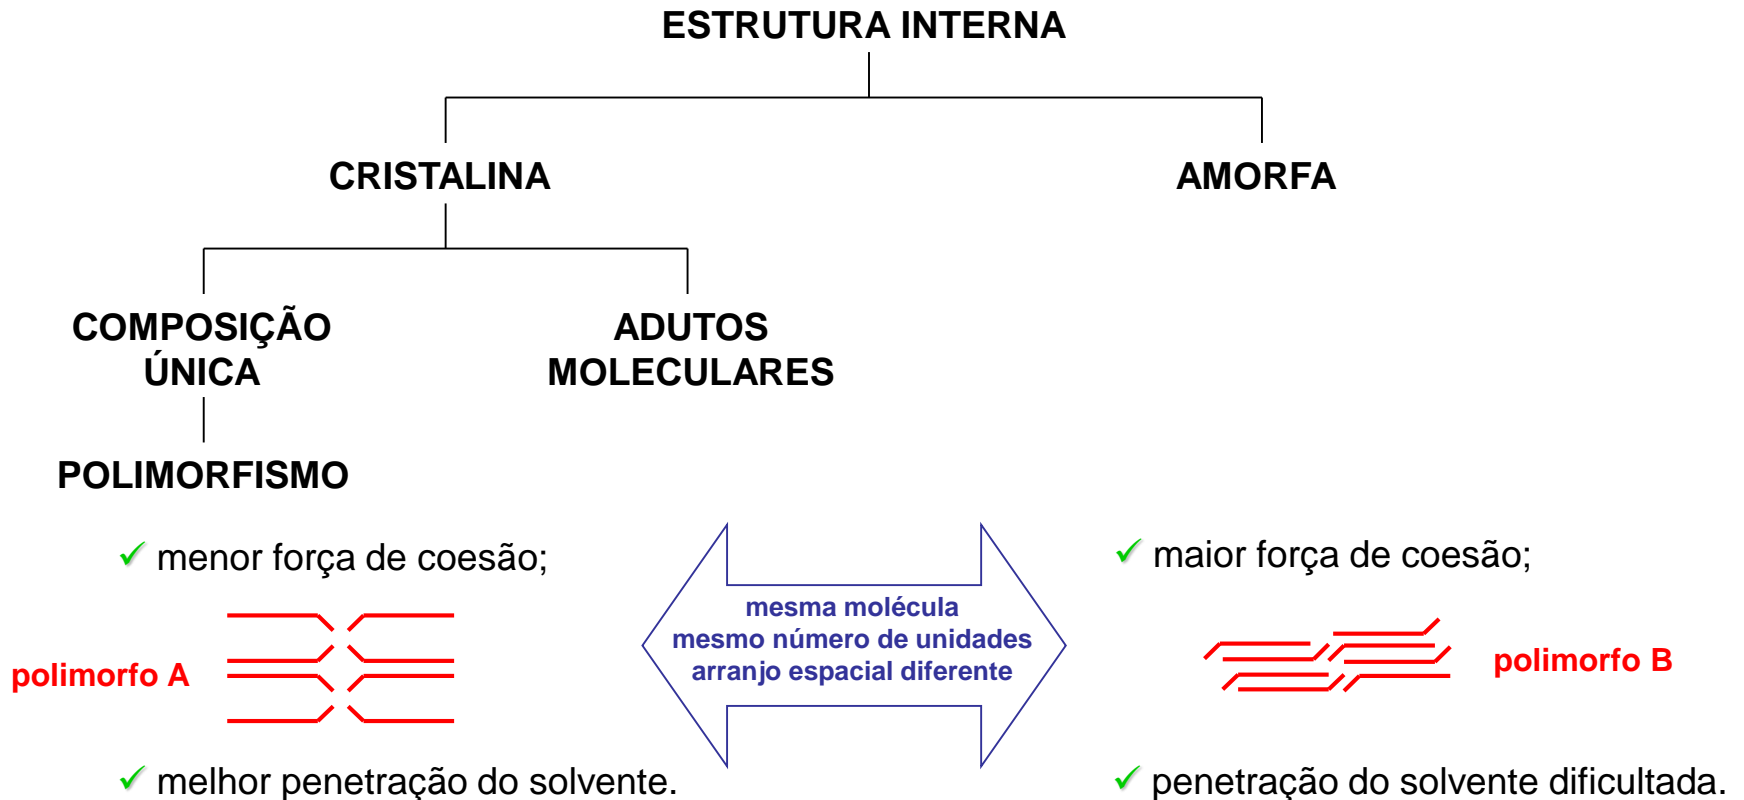 ESTRUTURA INTERNA
CRISTALINA
AMORFA
COMPOSIÇÃO
ÚNICA
ADUTOS
MOLECULARES
POLIMORFISMO
menor força de coesão;
polimorfo A
melhor penetração do solvente.
mesma molécula
mesmo número de unidades
arranjo espacial diferente
maior força de coesão;
polimorfo B
penetração do solvente dificultada.